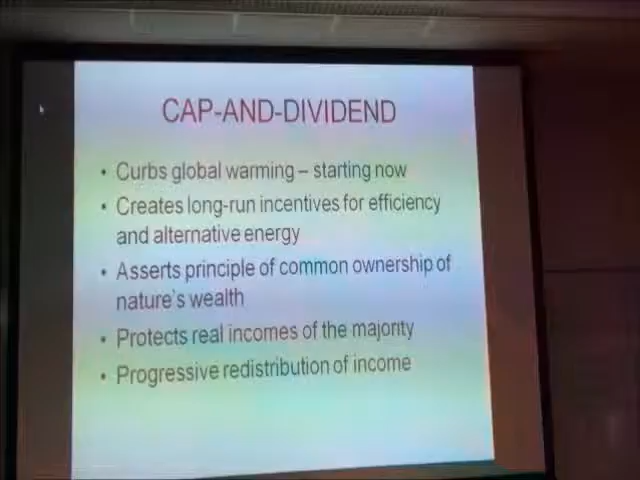 CAP-AND-DIVIDEND
• Curbs global warming – starting now
• Creates long-run incentives for efficiency
and alternative energy
• Asserts principle of common ownership of
nature's wealth
• Protects real incomes of the majority
• Progressive redistribution of income